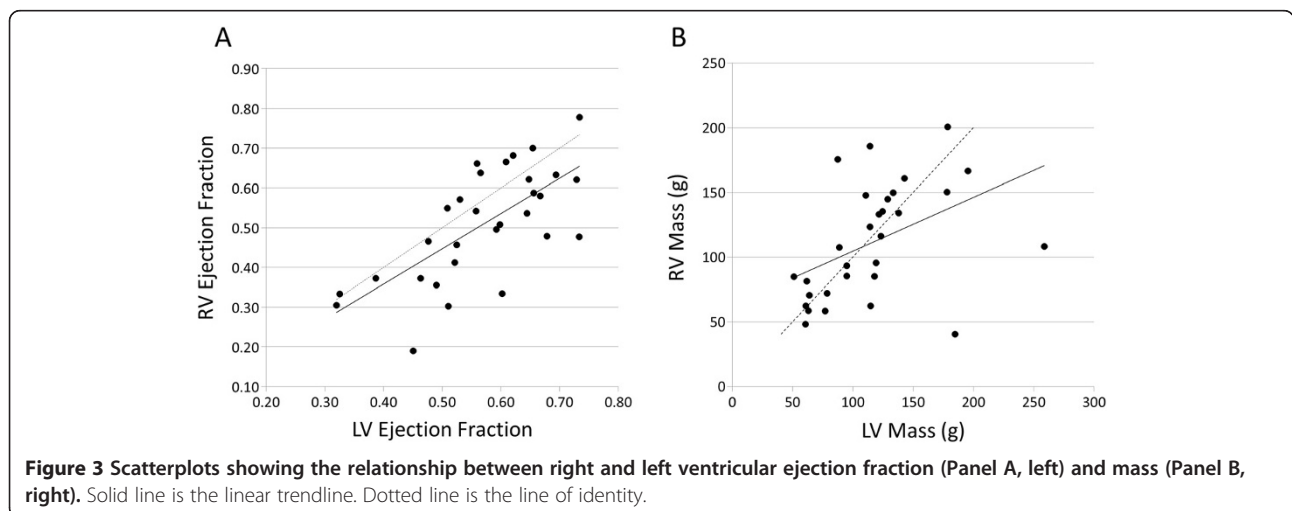 A
0.90
0.80
0.70
0.60
0.50
0.40
0.30
0.20
0.10
RV Ejection Fraction
0.20 0.30 0.40 0.50 0.60 0.70 0.80
LV Ejection Fraction
B
250
200
150
100
50
0
RV Mass (g)
0 50 100 150 200 250 300
LV Mass (g)
Figure 3 Scatterplots showing the relationship between right and left ventricular ejection fraction (Panel A, left) and mass (Panel B,
right). Solid line is the linear trendline. Dotted line is the line of identity.